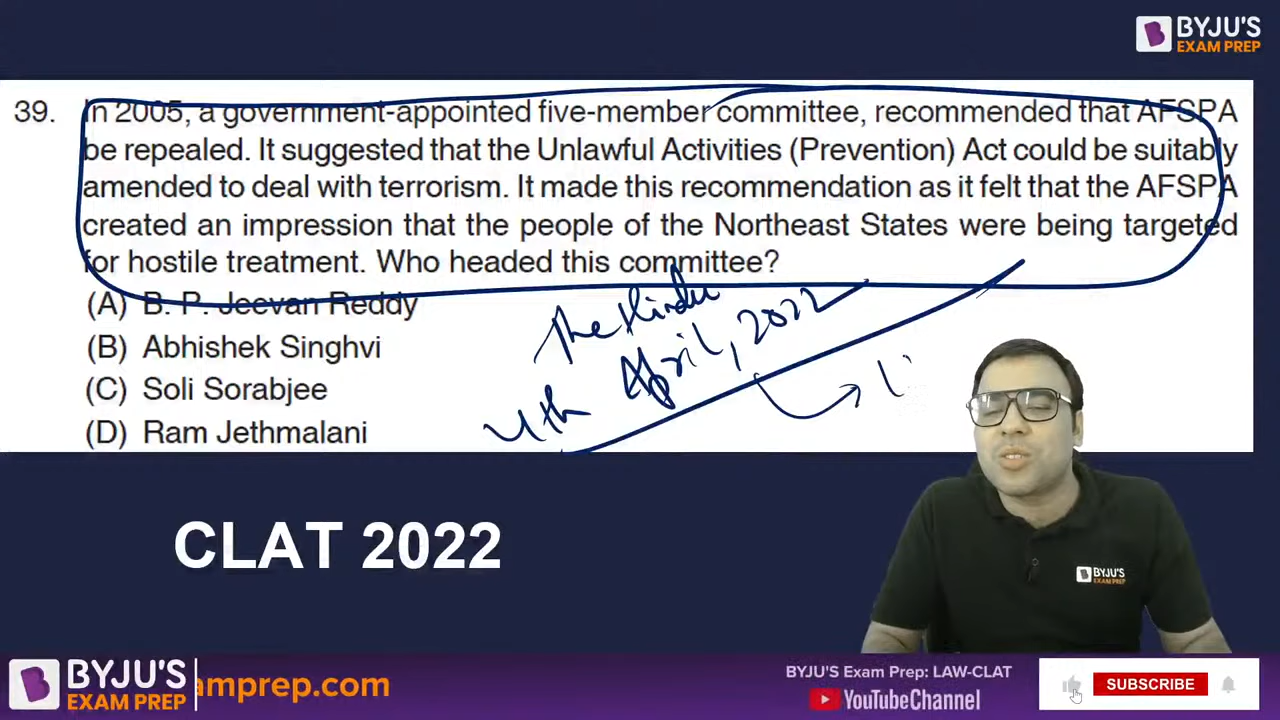 BYJU'S
EXAM PREP
39. In 2005, a government-appointed five-member committee, recommended that AFSPA
be repealed. It suggested that the Unlawful Activities (Prevention) Act could be suitably
amended to deal with terrorism. It made this recommendation as it felt that the AFSPA
created an impression that the people of the Northeast States were being targeted
for hostile treatment. Who headed this committee?
(A) B. P. Jeevan Reddy
(B) Abhishek Singhvi
(C) Soli Sorabjee
(D) Ram Jethmalani
The Hindu
4th April, 2022
CLAT 2022
BYJU'S
EXAM PREP
BYJU'S
EXAM PREP
amprep.com
BYJU'S Exam Prep: LAW-CLAT
YouTubeChannel
SUBSCRIBE